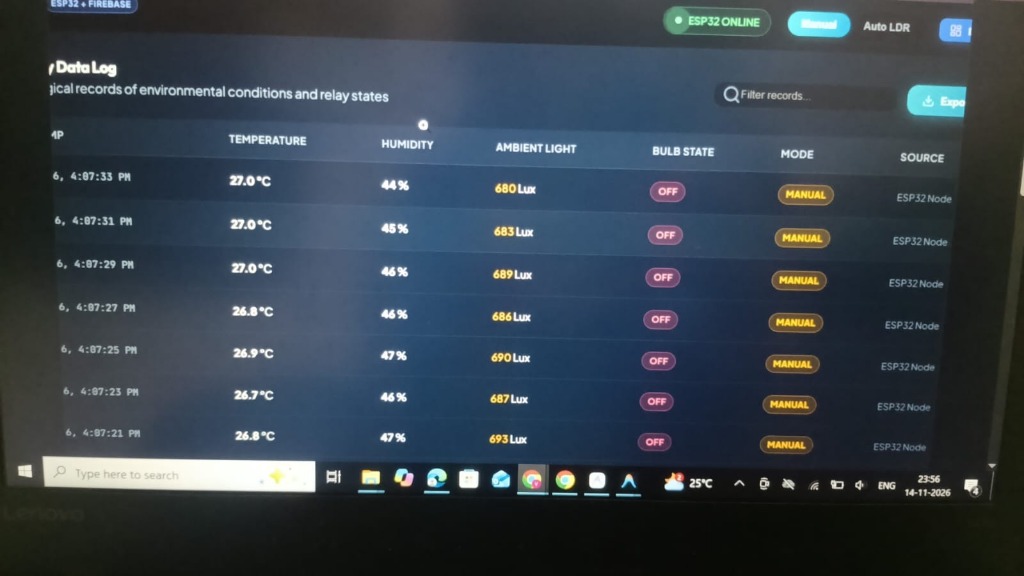 ESP32 + FIREBASE
ESP32 ONLINE Manual Auto LDR
y Data Log
gical records of environmental conditions and relay states
Filter records... Expo
MP TEMPERATURE HUMIDITY AMBIENT LIGHT BULB STATE MODE SOURCE
6, 4:07:33 PM 27.0°C 44% 680 Lux OFF MANUAL ESP32 Node
6, 4:07:31 PM 27.0°C 45% 683 Lux OFF MANUAL ESP32 Node
6, 4:07:29 PM 27.0°C 46% 689 Lux OFF MANUAL ESP32 Node
6, 4:07:27 PM 26.8°C 46% 686 Lux OFF MANUAL ESP32 Node
6, 4:07:25 PM 26.9°C 47% 690 Lux OFF MANUAL ESP32 Node
6, 4:07:23 PM 26.7°C 46% 687 Lux OFF MANUAL ESP32 Node
6, 4:07:21 PM 26.8°C 47% 693 Lux OFF MANUAL ESP32 Node
Type here to search 25°C ENG 23:56
14-11-2026 4
Lenovo